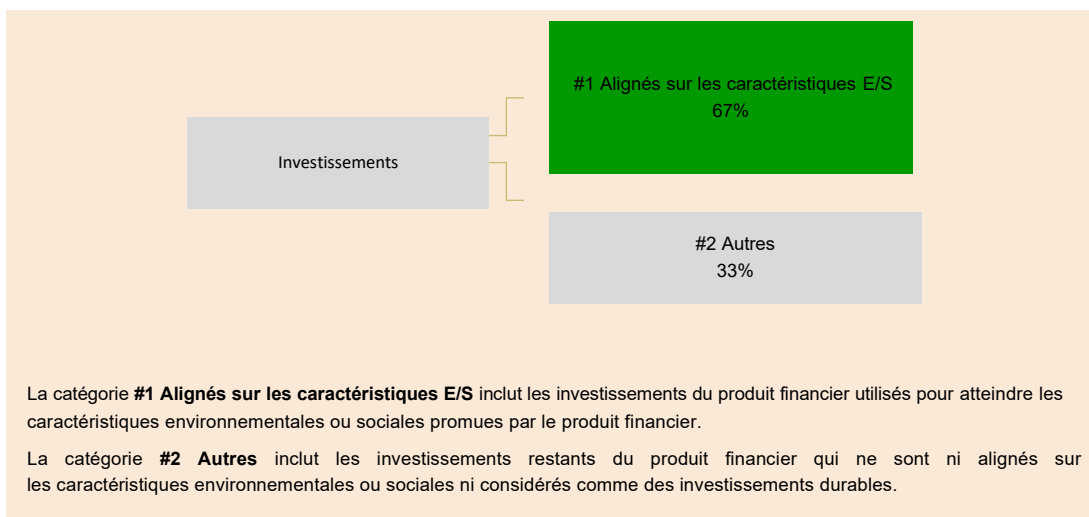 #1 Alignés sur les caractéristiques E/S
67%
Investissements
#2 Autres
33%
La catégorie #1 Alignés sur les caractéristiques E/S inclut les investissements du produit financier utilisés pour atteindre les
caractéristiques environnementales ou sociales promues par le produit financier.
La catégorie #2 Autres inclut les investissements restants du produit financier qui ne sont ni alignés sur
les caractéristiques environnementales ou sociales ni considérés comme des investissements durables.